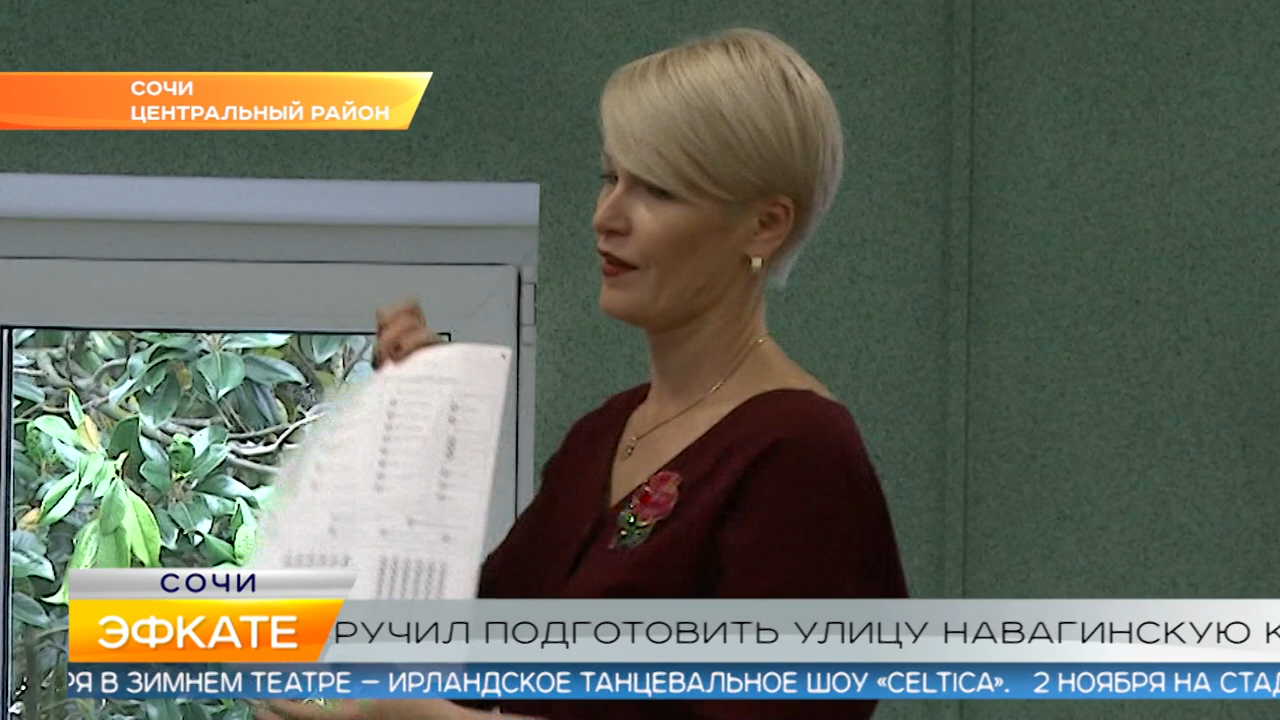 СОЧИ
ЦЕНТРАЛЬНЫЙ РАЙОН
СОЧИ
ЭФКАТЕ
РУЧИЛ ПОДГОТОВИТЬ УЛИЦУ НАВАГИНСКУЮ К
РЯ В ЗИМНЕМ ТЕАТРЕ – ИРЛАНДСКОЕ ТАНЦЕВАЛЬНОЕ ШОУ «CELTICA». 2 НОЯБРЯ НА СТАД